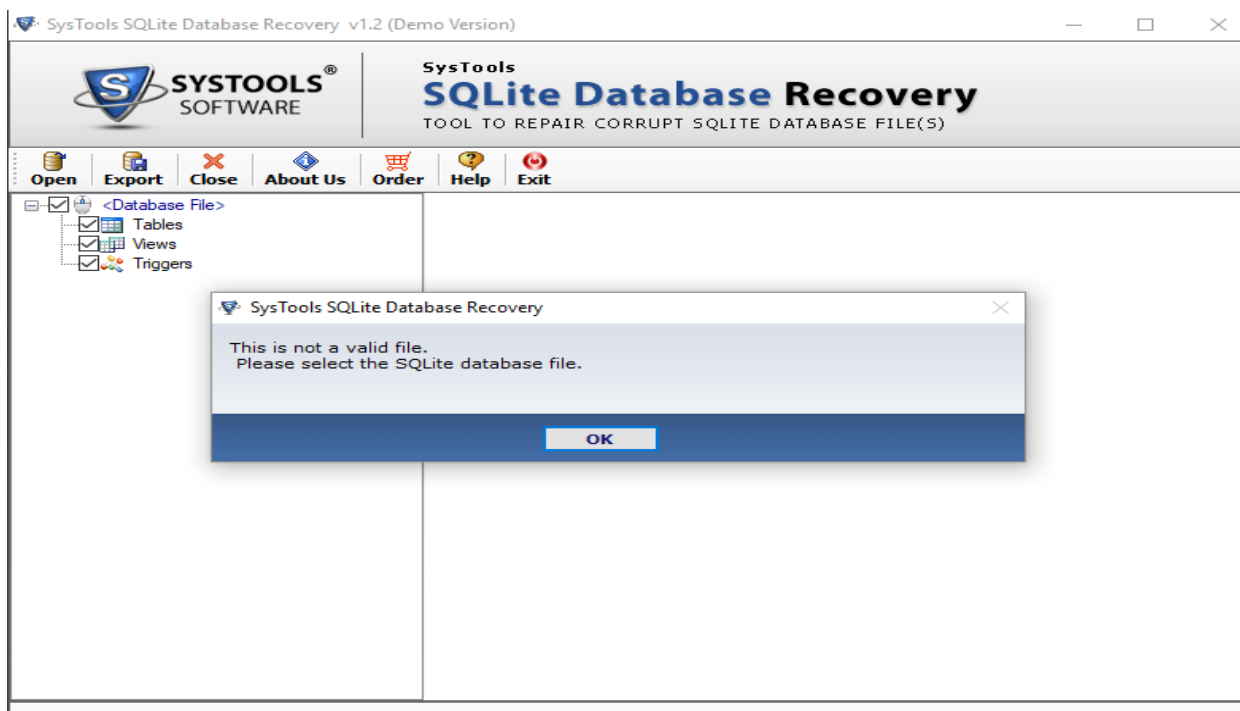 SysTools SQLite Database Recovery v1.2 (Demo Version)
SYSTOOLS®
SOFTWARE
SysTools
SQLite Database Recovery
TOOL TO REPAIR CORRUPT SQLITE DATABASE FILE(S)
Open Export Close About Us Order Help Exit
<Database File>
Tables
Views
Triggers
SysTools SQLite Database Recovery
This is not a valid file.
Please select the SQLite database file.
OK